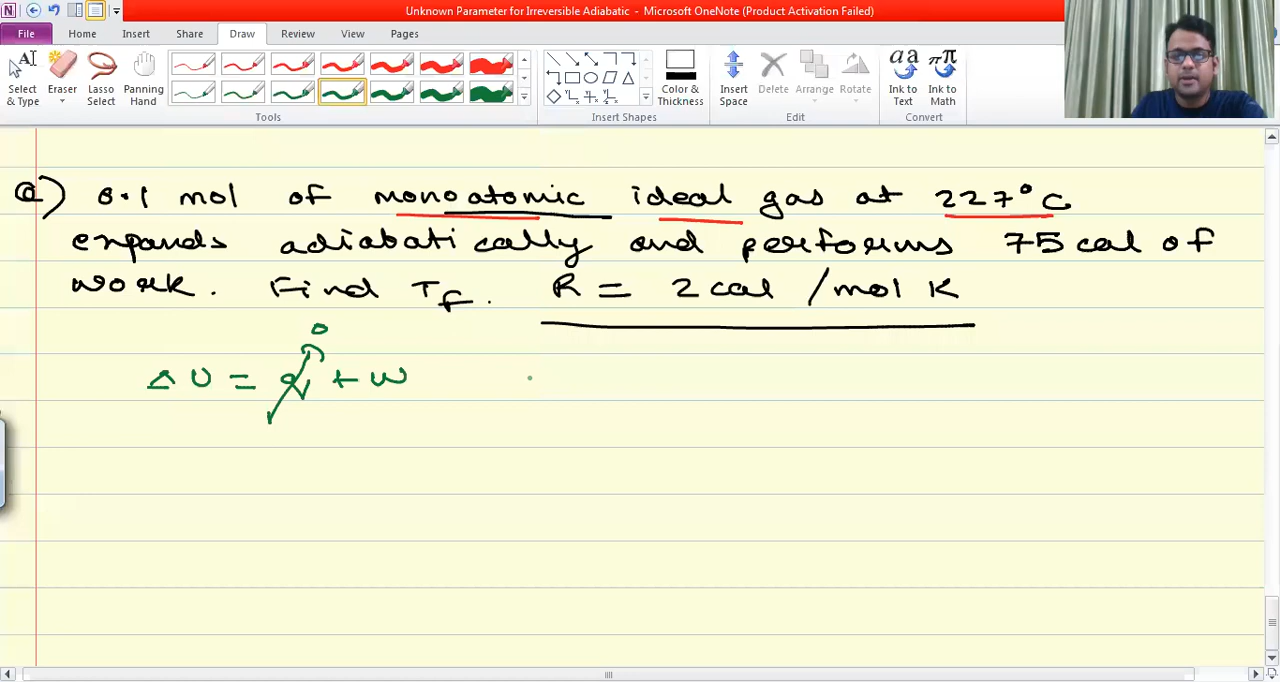 Unknown Parameter for Irreversible Adiabatic - Microsoft OneNote (Product Activation Failed)
File Home Insert Share Draw Review View Pages
Select & Type Eraser Lasso Select Panning Hand Color & Thickness Insert Space Delete Arrange Rotate Ink to Text Ink to Math
Tools Insert Shapes Edit Convert
Q) 0.1 mol of monoatomic ideal gas at 227°C
expands adiabatically and performs 75 cal of
work. Find Tf. R = 2 cal /mol K
0
ΔU = q + w